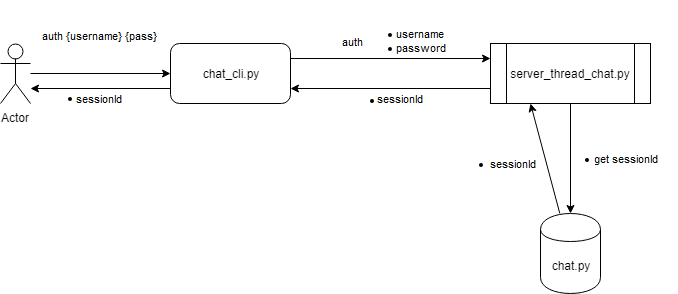 auth {username} {pass}
auth
• username
• password
chat_cli.py
server_thread_chat.py
• sessionId
• sessionId
Actor
• sessionId
• get sessionId
chat.py